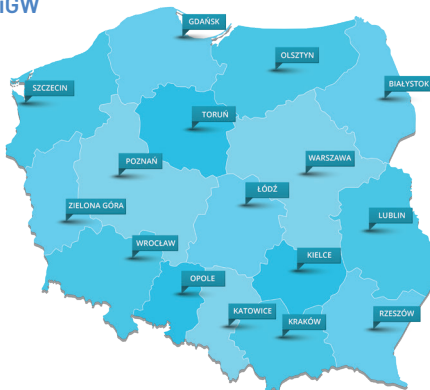 iGW
GDAŃSK
OLSZTYN
SZCZECIN
BIAŁYSTOK
TORUŃ
POZNAŃ
WARSZAWA
ŁÓDŹ
ZIELONA GÓRA
LUBLIN
WROCŁAW
KIELCE
OPOLE
KATOWICE
RZESZÓW
KRAKÓW